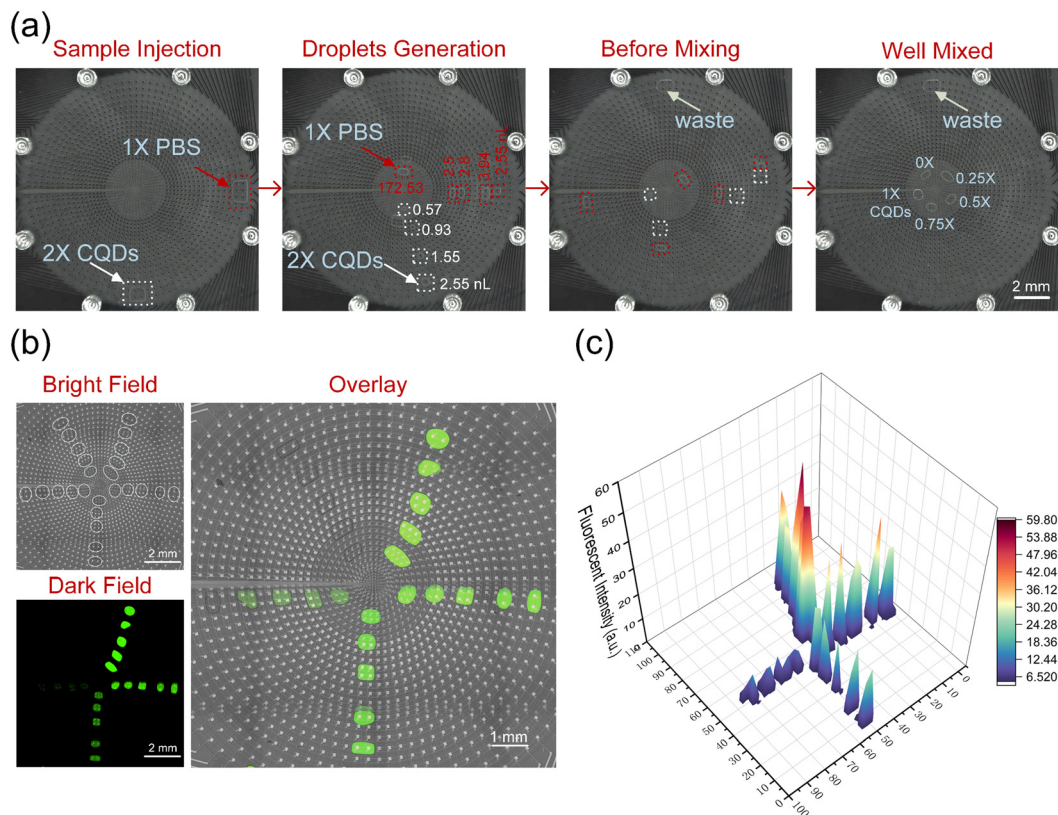 (a)
Sample Injection
Droplets Generation
Before Mixing
Well Mixed
1X PBS
2X CQDs
1X PBS
172.53
2.5
2.8
3.94
2.55 nL
0.57
0.93
1.55
2X CQDs
2.55 nL
waste
waste
0X
0.25X
1X
CQDs
0.5X
0.75X
2 mm
(b)
Bright Field
2 mm
Dark Field
2 mm
Overlay
1 mm
(c)
Fluorescent Intensity (a.u.)
60
50
40
30
20
10
0
110
100
90
80
70
60
50
40
30
20
10
0
100
90
80
70
60
50
40
30
20
10
0
59.80
53.88
47.96
42.04
36.12
30.20
24.28
18.36
12.44
6.520